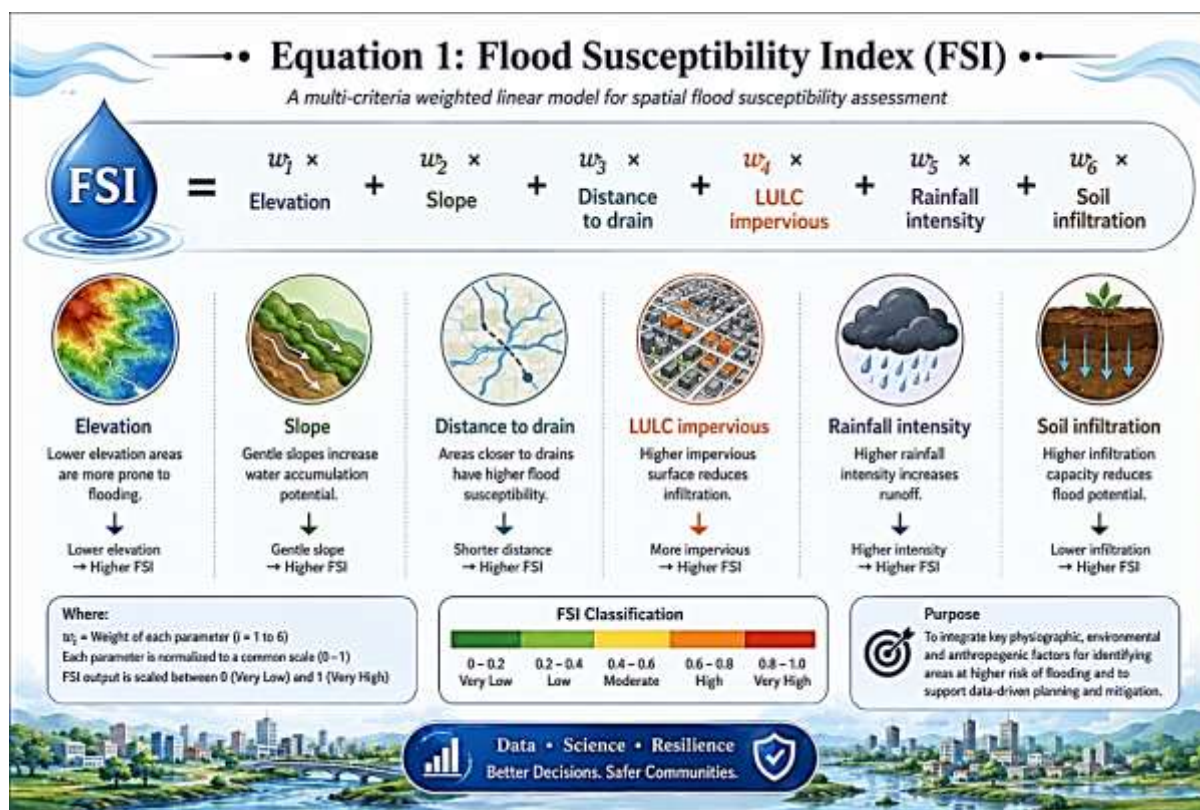 Equation 1: Flood Susceptibility Index (FSI)
A multi-criteria weighted linear model for spatial flood susceptibility assessment
FSI = w₁ × Elevation + w₂ × Slope + w₃ × Distance to drain + w₄ × LULC impervious + w₅ × Rainfall intensity + w₆ × Soil infiltration
Elevation
Lower elevation areas
are more prone to
flooding.
↓
Lower elevation
→ Higher FSI
Slope
Gentle slopes increase
water accumulation
potential.
↓
Gentle slope
→ Higher FSI
Distance to drain
Areas closer to drains
have higher flood
susceptibility.
↓
Shorter distance
→ Higher FSI
LULC impervious
Higher impervious
surface reduces
infiltration.
↓
More impervious
→ Higher FSI
Rainfall intensity
Higher rainfall
intensity increases
runoff.
↓
Higher intensity
→ Higher FSI
Soil infiltration
Higher infiltration
capacity reduces
flood potential.
↓
Lower infiltration
→ Higher FSI
Where:
wᵢ = Weight of each parameter (i = 1 to 6)
Each parameter is normalized to a common scale (0–1)
FSI output is scaled between 0 (Very Low) and 1 (Very High)
FSI Classification
0 – 0.2 0.2 – 0.4 0.4 – 0.6 0.6 – 0.8 0.8 – 1.0
Very Low Low Moderate High Very High
Purpose
To integrate key physiographic, environmental
and anthropogenic factors for identifying
areas at higher risk of flooding and to
support data-driven planning and mitigation.
Data • Science • Resilience
Better Decisions. Safer Communities.